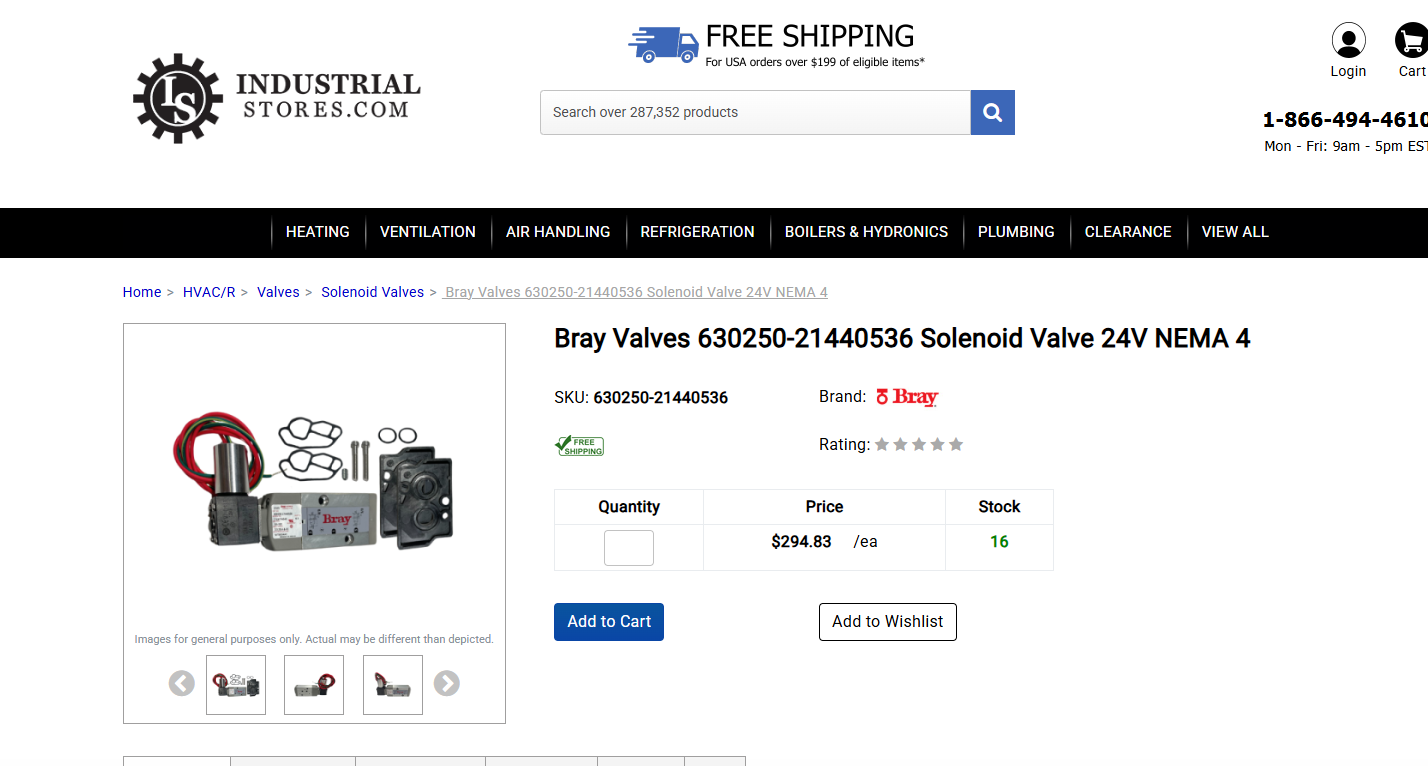 FREE SHIPPING
For USA orders over $199 of eligible items*
LS
INDUSTRIAL
STORES.COM
Search over 287,352 products
Login
Cart
1-866-494-4610
Mon - Fri: 9am - 5pm EST
HEATING VENTILATION AIR HANDLING REFRIGERATION BOILERS & HYDRONICS PLUMBING CLEARANCE VIEW ALL
Home > HVAC/R > Valves > Solenoid Valves > Bray Valves 630250-21440536 Solenoid Valve 24V NEMA 4
Bray Valves 630250-21440536 Solenoid Valve 24V NEMA 4
SKU: 630250-21440536
Brand: Bray
FREE
SHIPPING
Rating:
Quantity Price Stock
$294.83 /ea 16
Add to Cart
Add to Wishlist
Bray
Images for general purposes only. Actual may be different than depicted.